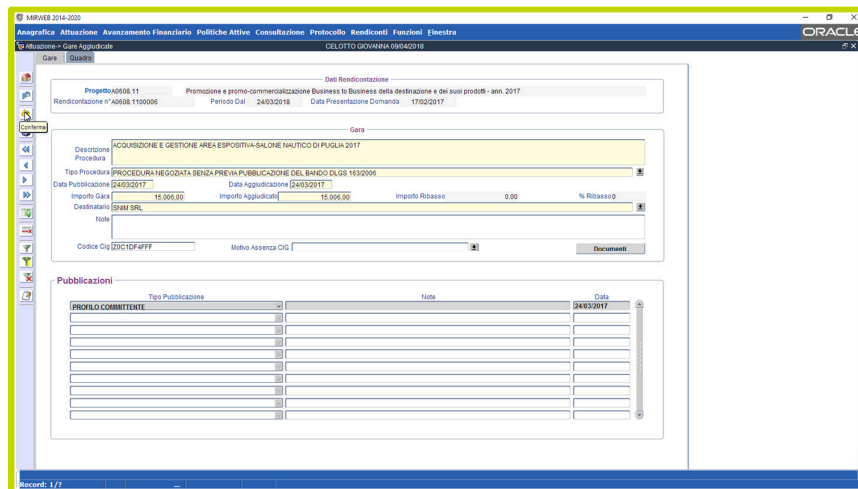 MIRWEB 2014-2020
Anagrafica Attuazione Avanzamento Finanziario Politiche Attive Consultazione Protocollo Rendiconti Funzioni Finestra
ORACLE
Attuazione-> Gare Aggiudicate CELOTTO GIOVANNA 09/04/2018
Gare Quadro
Dati Rendicontazione
Progetto A0608.11 Promozione e promo-commercializzazione Business to Business della destinazione e dei suoi prodotti - ann. 2017
Rendicontazione n° A0608.1100006 Periodo Dal 24/03/2018 Data Presentazione Domanda 17/02/2017
Conferma
Gara
Descrizione Procedura ACQUISIZIONE E GESTIONE AREA ESPOSITIVA-SALONE NAUTICO DI PUGLIA 2017
Tipo Procedura PROCEDURA NEGOZIATA SENZA PREVIA PUBBLICAZIONE DEL BANDO DLGS 163/2006
Data Pubblicazione 24/03/2017 Data Aggiudicazione 24/03/2017
Importo Gara 15.006,00 Importo Aggiudicato 15.006,00 Importo Ribasso 0,00 % Ribasso 0
Destinatario SNIM SRL
Note
Codice Cig Z0C1DF4FFF Motivo Assenza CIG Documenti
Pubblicazioni
Tipo Pubblicazione Note Data
PROFILO COMMITTENTE 24/03/2017
Record: 1/? ...